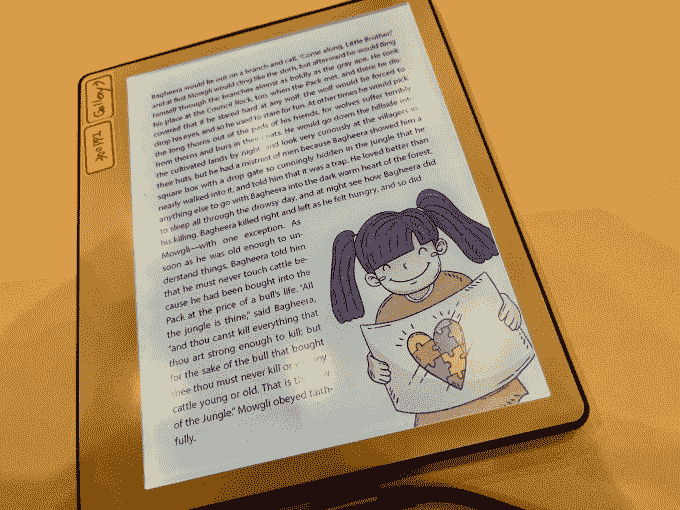 Gallery 3
Bagheera would lie out on a branch and call, "Come along, Little Brother,"
and at first Mowgli would cling like the sloth, but afterward he would fling
himself through the branches almost as boldly as the gray ape. He took
his place at the Council Rock, too, when the Pack met, and there he dis-
covered that if he stared hard at any wolf, the wolf would be forced to
drop his eyes, and so he used to stare for fun. At other times he would pick
the long thorns out of the pads of his friends, for wolves suffer terribly
from thorns and burs in their coats. He would go down the hillside into
the cultivated lands by night and look very curiously at the villagers in
their huts, but he had a mistrust of men because Bagheera showed him a
square box with a drop gate so cunningly hidden in the jungle that he
nearly walked into it, and told him that it was a trap. He loved better than
anything else to go with Bagheera into the dark warm heart of the forest,
to sleep all through the drowsy day, and at night see how Bagheera did
his killing. Bagheera killed right and left as he felt hungry, and so did
Mowgli—with one exception. As
soon as he was old enough to un-
derstand things, Bagheera told him
that he must never touch cattle be-
cause he had been bought into the
Pack at the price of a bull's life. "All
the jungle is thine," said Bagheera,
"and thou canst kill everything that
thou art strong enough to kill; but
for the sake of the bull that bought
thee thou must never kill or any
cattle young or old. That is the
of the Jungle." Mowgli obeyed faith-
fully.